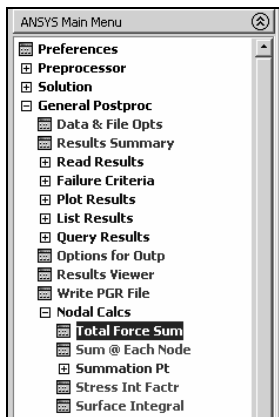 ANSYS Main Menu
Preferences
Preprocessor
Solution
General Postproc
Data & File Opts
Results Summary
Read Results
Failure Criteria
Plot Results
List Results
Query Results
Options for Outp
Results Viewer
Write PGR File
Nodal Calcs
Total Force Sum
Sum @ Each Node
Summation Pt
Stress Int Factr
Surface Integral